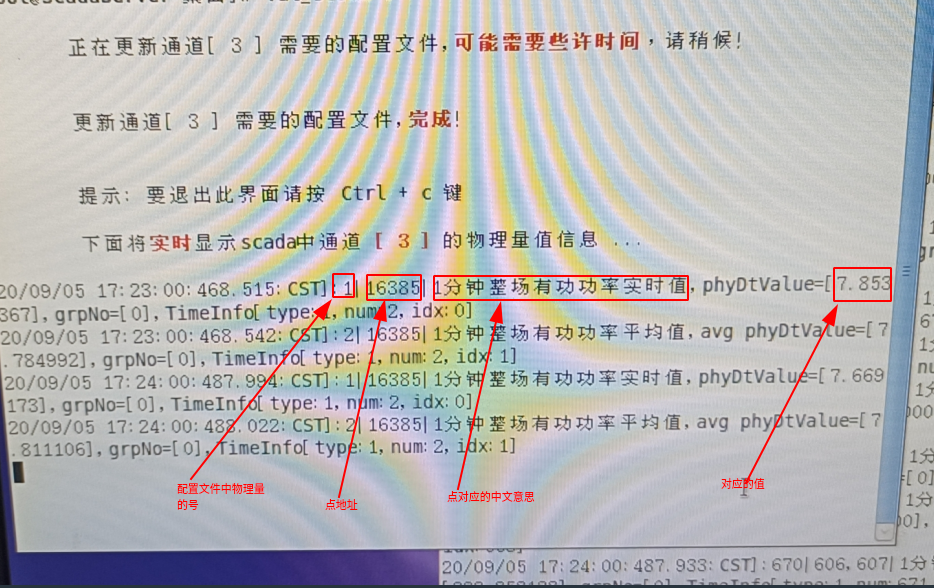 正在更新通道[ 3 ] 需要的配置文件,可能需要些许时间，请稍候!
更新通道[ 3 ] 需要的配置文件,完成!
提示: 要退出此界面请按 Ctrl + c 键
下面将实时显示scada中通道 [ 3 ] 的物理量值信息 ...
20/09/05 17:23:00:468.515: CST]:1|16385|1分钟整场有功功率实时值,phyDtValue=[7.853
367],grpNo=[0],TimeInfo[type:1,num:2,idx:0]
20/09/05 17:23:00:468.542: CST]:2|16385|1分钟整场有功功率平均值,avg phyDtValue=[7
784992],grpNo=[0],TimeInfo[type:1,num:2,idx:1]
20/09/05 17:24:00:487.994: CST]:1|16385|1分钟整场有功功率实时值,phyDtValue=[7.669
173],grpNo=[0],TimeInfo[type:1,num:2,idx:0]
20/09/05 17:24:00:488.022: CST]:2|16385|1分钟整场有功功率平均值,avg phyDtValue=[7
.811106],grpNo=[0],TimeInfo[type:1,num:2,idx:1]
配置文件中物理量
的号
点地址
点对应的中文意思
对应的值
20/09/05 17:24:00:487.933: CST]:670|606,607|1分钟